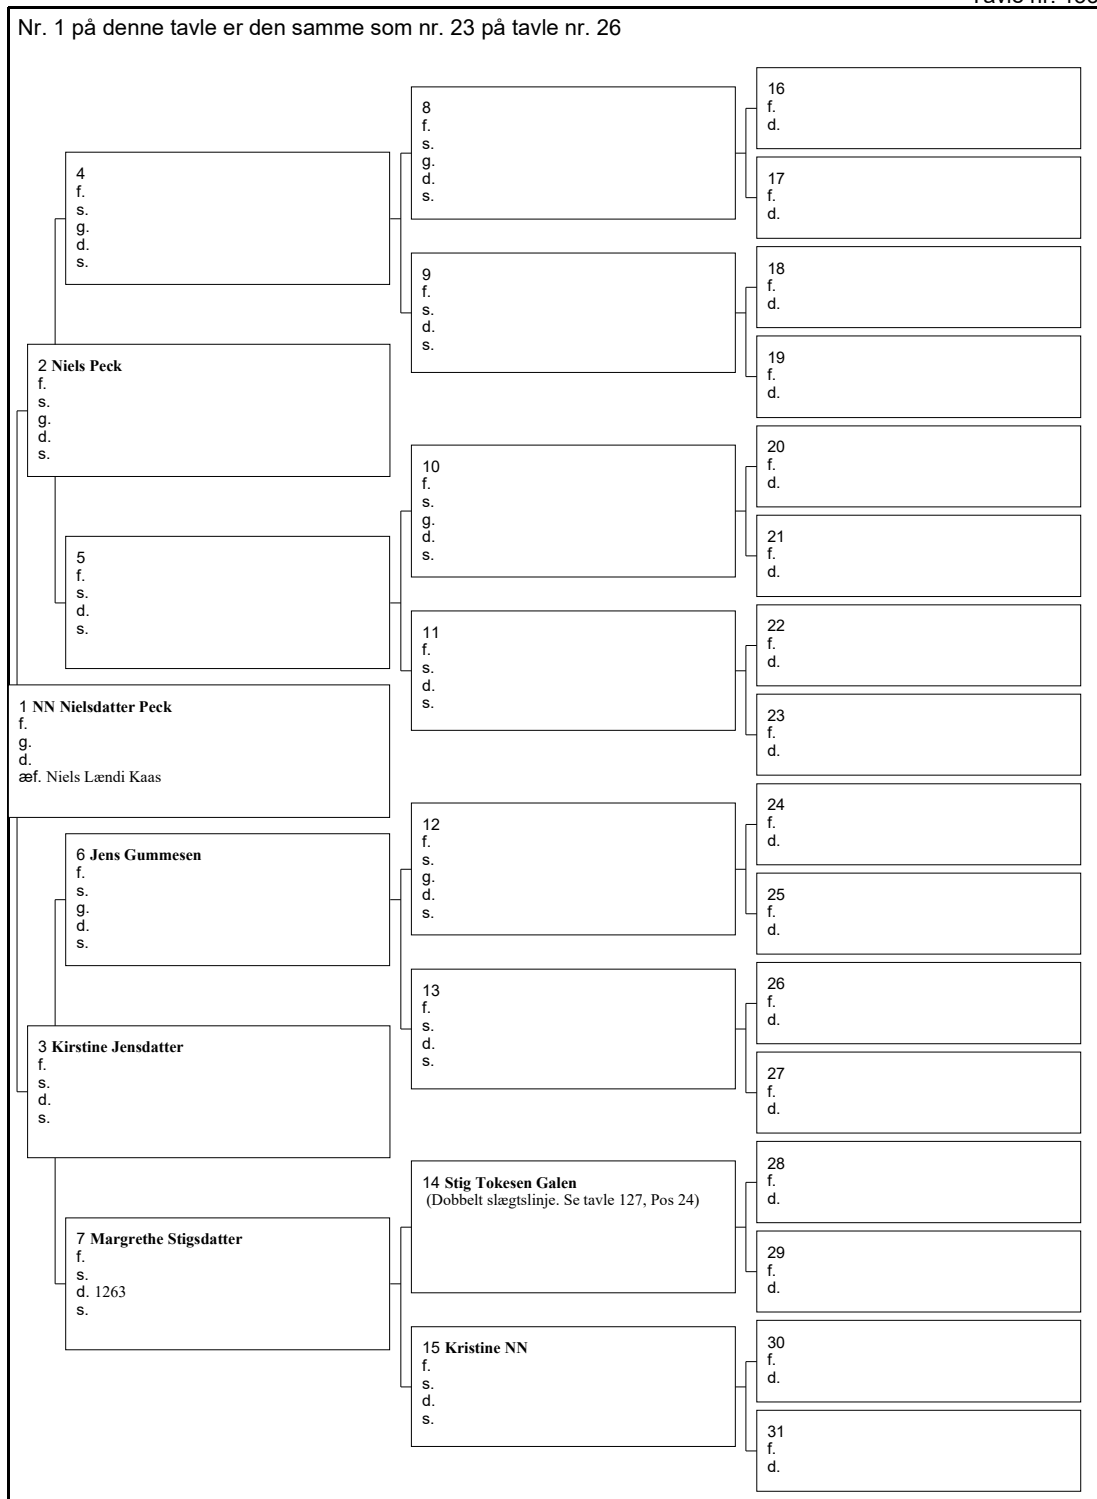 Nr. 1 på denne tavle er den samme som nr. 23 på tavle nr. 26
4
f.
s.
g.
d.
s.
2 Niels Peck
f.
s.
g.
d.
s.
5
f.
s.
d.
s.
1 NN Nielsdatter Peck
f.
g.
d.
æf. Niels Lændi Kaas
6 Jens Gummesen
f.
s.
g.
d.
s.
3 Kirstine Jensdatter
f.
s.
d.
s.
7 Margrethe Stigsdatter
f.
s.
d. 1263
s.
8
f.
s.
g.
d.
s.
9
f.
s.
d.
s.
10
f.
s.
g.
d.
s.
11
f.
s.
d.
s.
12
f.
s.
g.
d.
s.
13
f.
s.
d.
s.
14 Stig Tokesen Galen
(Dobbelt slægtslinje. Se tavle 127, Pos 24)
15 Kristine NN
f.
s.
d.
s.
16
f.
d.
17
f.
d.
18
f.
d.
19
f.
d.
20
f.
d.
21
f.
d.
22
f.
d.
23
f.
d.
24
f.
d.
25
f.
d.
26
f.
d.
27
f.
d.
28
f.
d.
29
f.
d.
30
f.
d.
31
f.
d.